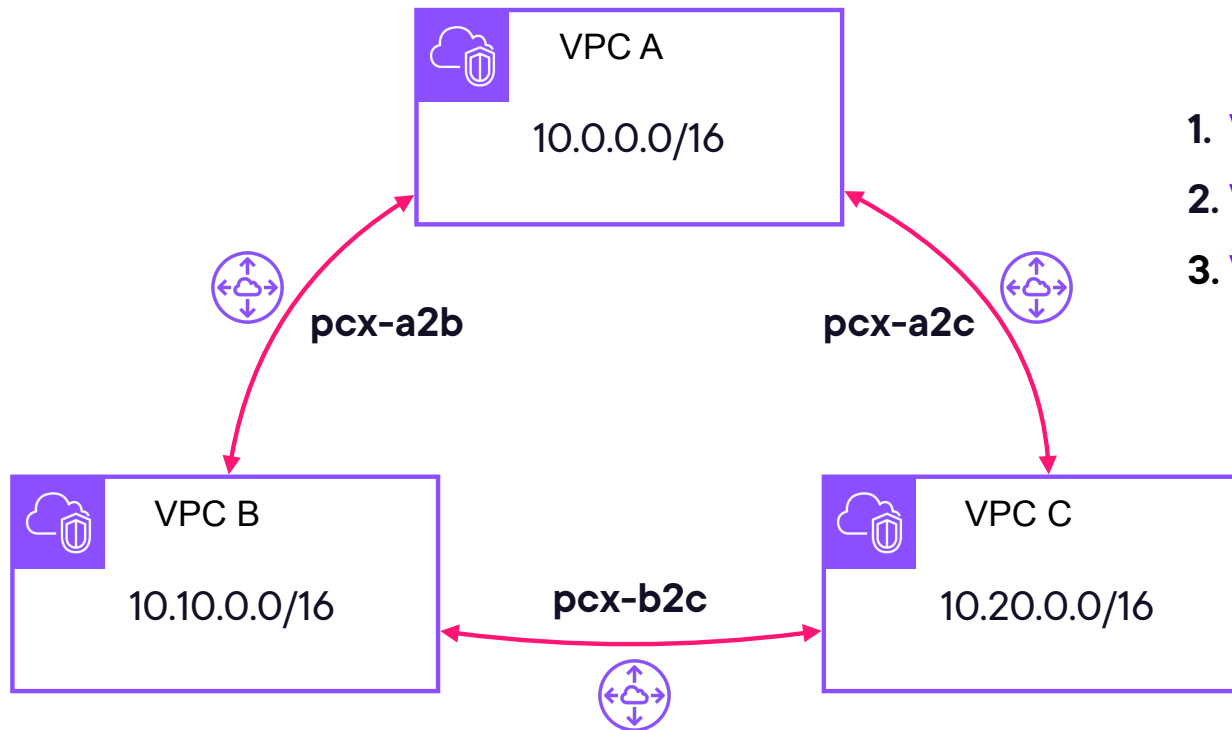 VPC A
10.0.0.0/16
1. V
2. V
3. V
pcx-a2b
pcx-a2c
VPC B
10.10.0.0/16
pcx-b2c
VPC C
10.20.0.0/16